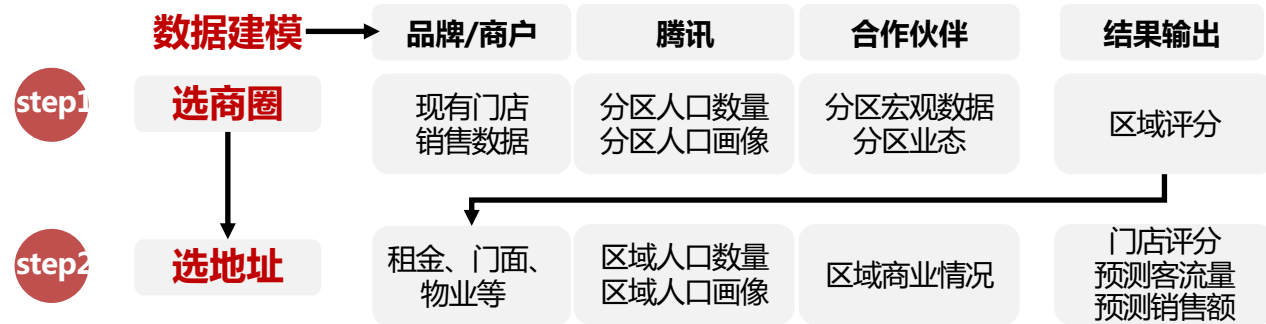 数据建模
品牌/商户
腾讯
合作伙伴
结果输出
step1
选商圈
现有门店
销售数据
分区人口数量
分区人口画像
分区宏观数据
分区业态
区域评分
step2
选地址
租金、门面、
物业等
区域人口数量
区域人口画像
区域商业情况
门店评分
预测客流量
预测销售额